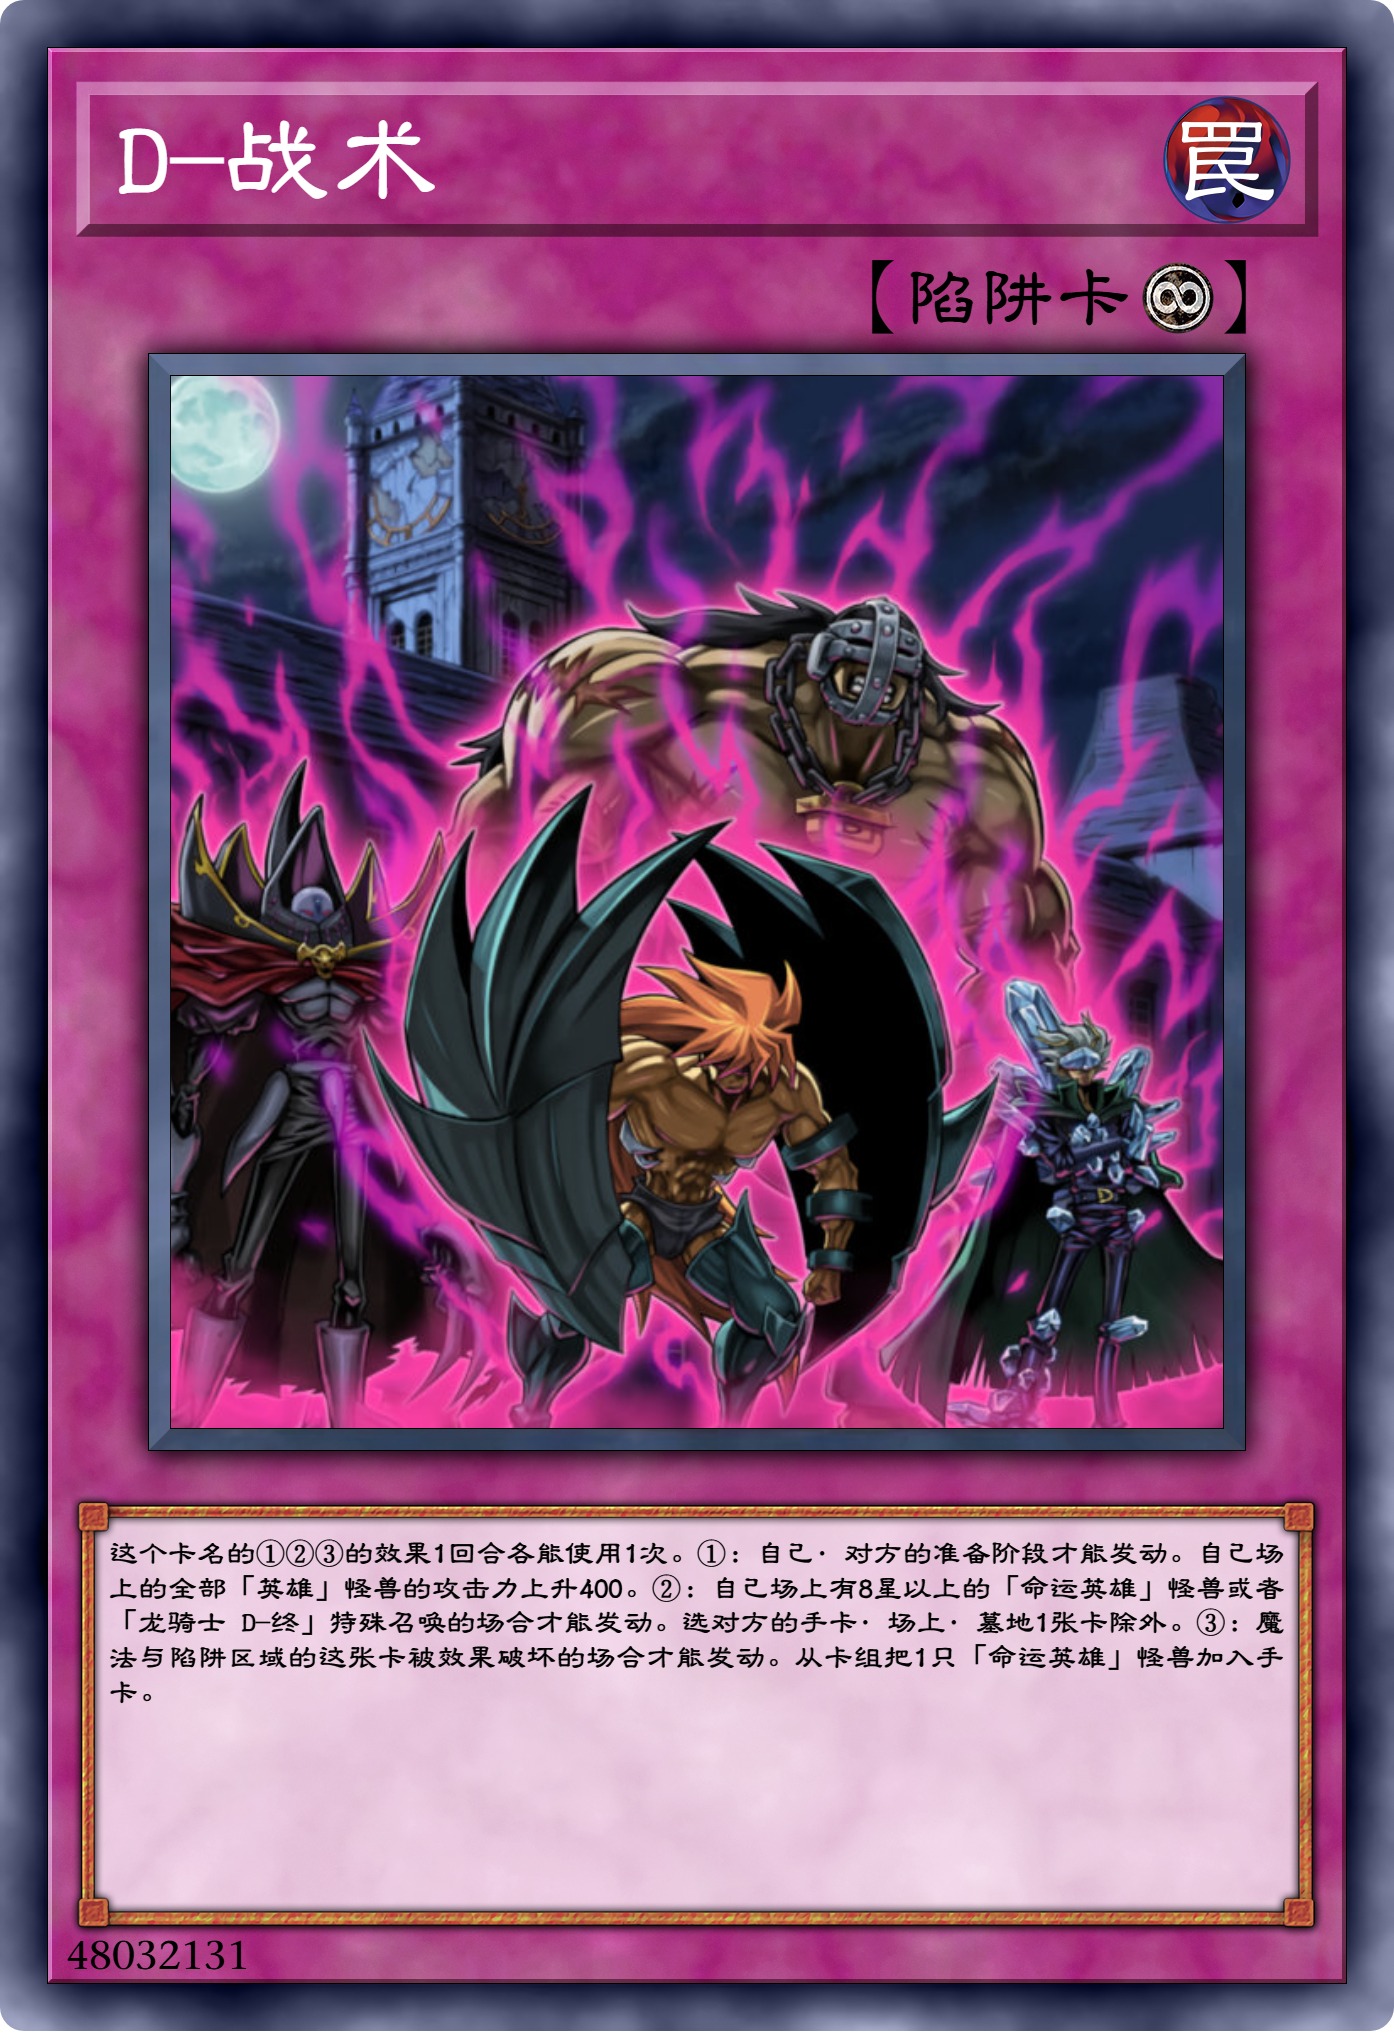 D-战术
罠
【陷阱卡】
这个卡名的①②③的效果1回合各能使用1次。①：自己·对方的准备阶段才能发动。自己场
上的全部「英雄」怪兽的攻击力上升400。②：自己场上有8星以上的「命运英雄」怪兽或者
「龙骑士 D-终」特殊召唤的场合才能发动。选对方的手卡·场上·墓地1张卡除外。③：魔
法与陷阱区域的这张卡被效果破坏的场合才能发动。从卡组把1只「命运英雄」怪兽加入手
卡。
D
48032131